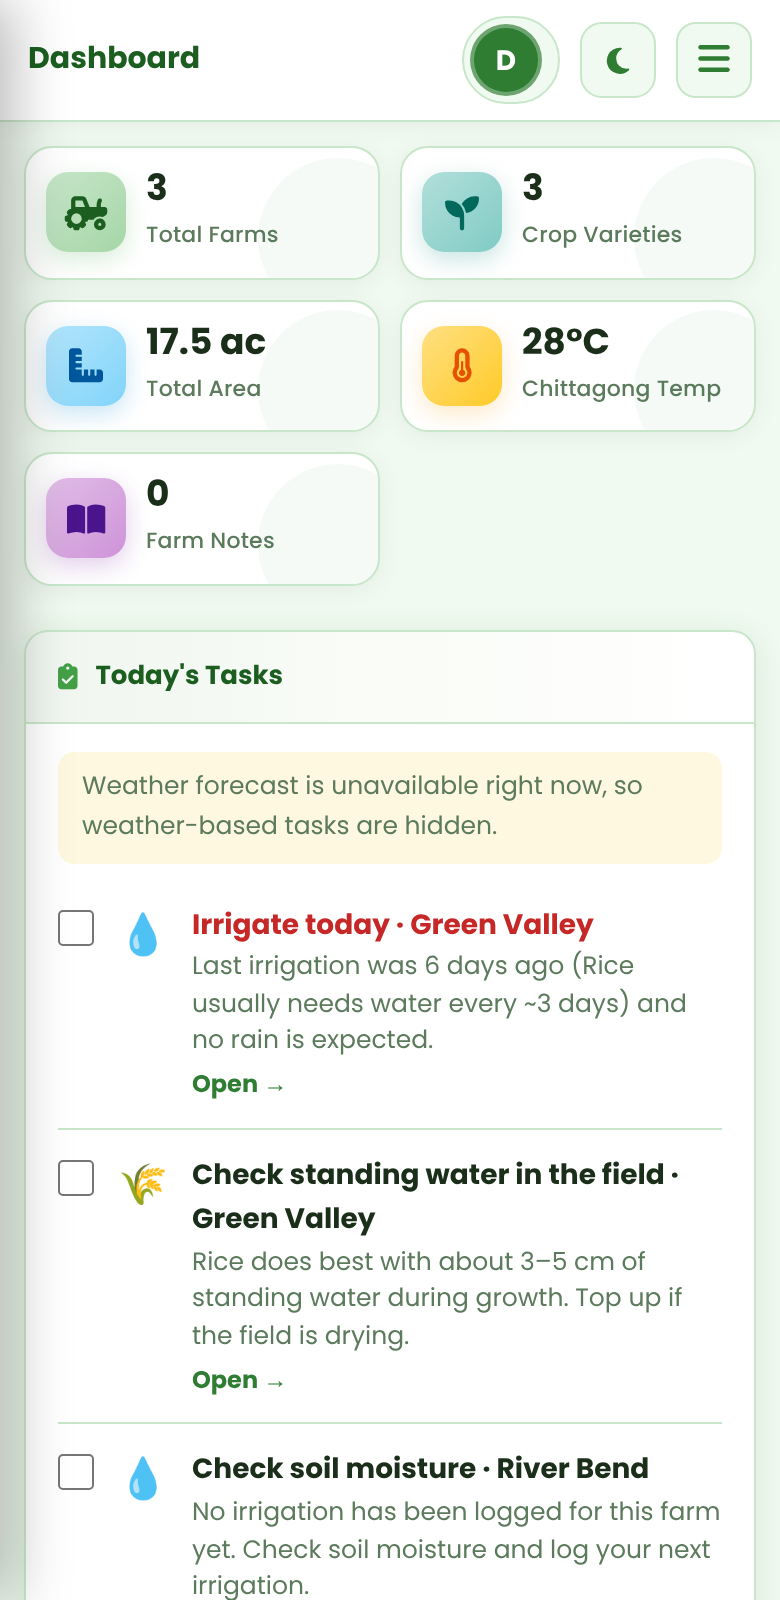 Dashboard
D
3
Total Farms
3
Crop Varieties
17.5 ac
Total Area
28°C
Chittagong Temp
0
Farm Notes
Today's Tasks
Weather forecast is unavailable right now, so
weather-based tasks are hidden.
Irrigate today · Green Valley
Last irrigation was 6 days ago (Rice
usually needs water every ~3 days) and
no rain is expected.
Open →
Check standing water in the field ·
Green Valley
Rice does best with about 3–5 cm of
standing water during growth. Top up if
the field is drying.
Open →
Check soil moisture · River Bend
No irrigation has been logged for this farm
yet. Check soil moisture and log your next
irrigation.